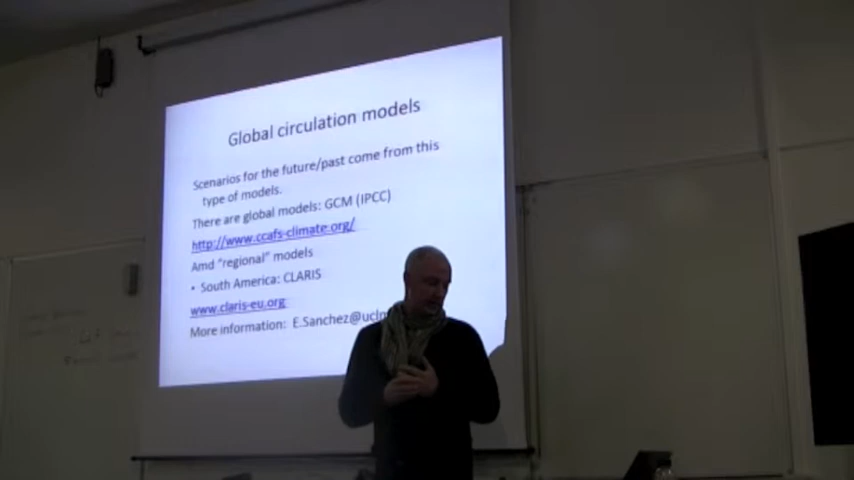 Global circulation models
Scenarios for the future/past come from this
type of models.
There are global models: GCM (IPCC)
http://www.ccafs-climate.org/
Amd "regional" models
• South America: CLARIS
www.claris-eu.org
More information: E.Sanchez@uclm